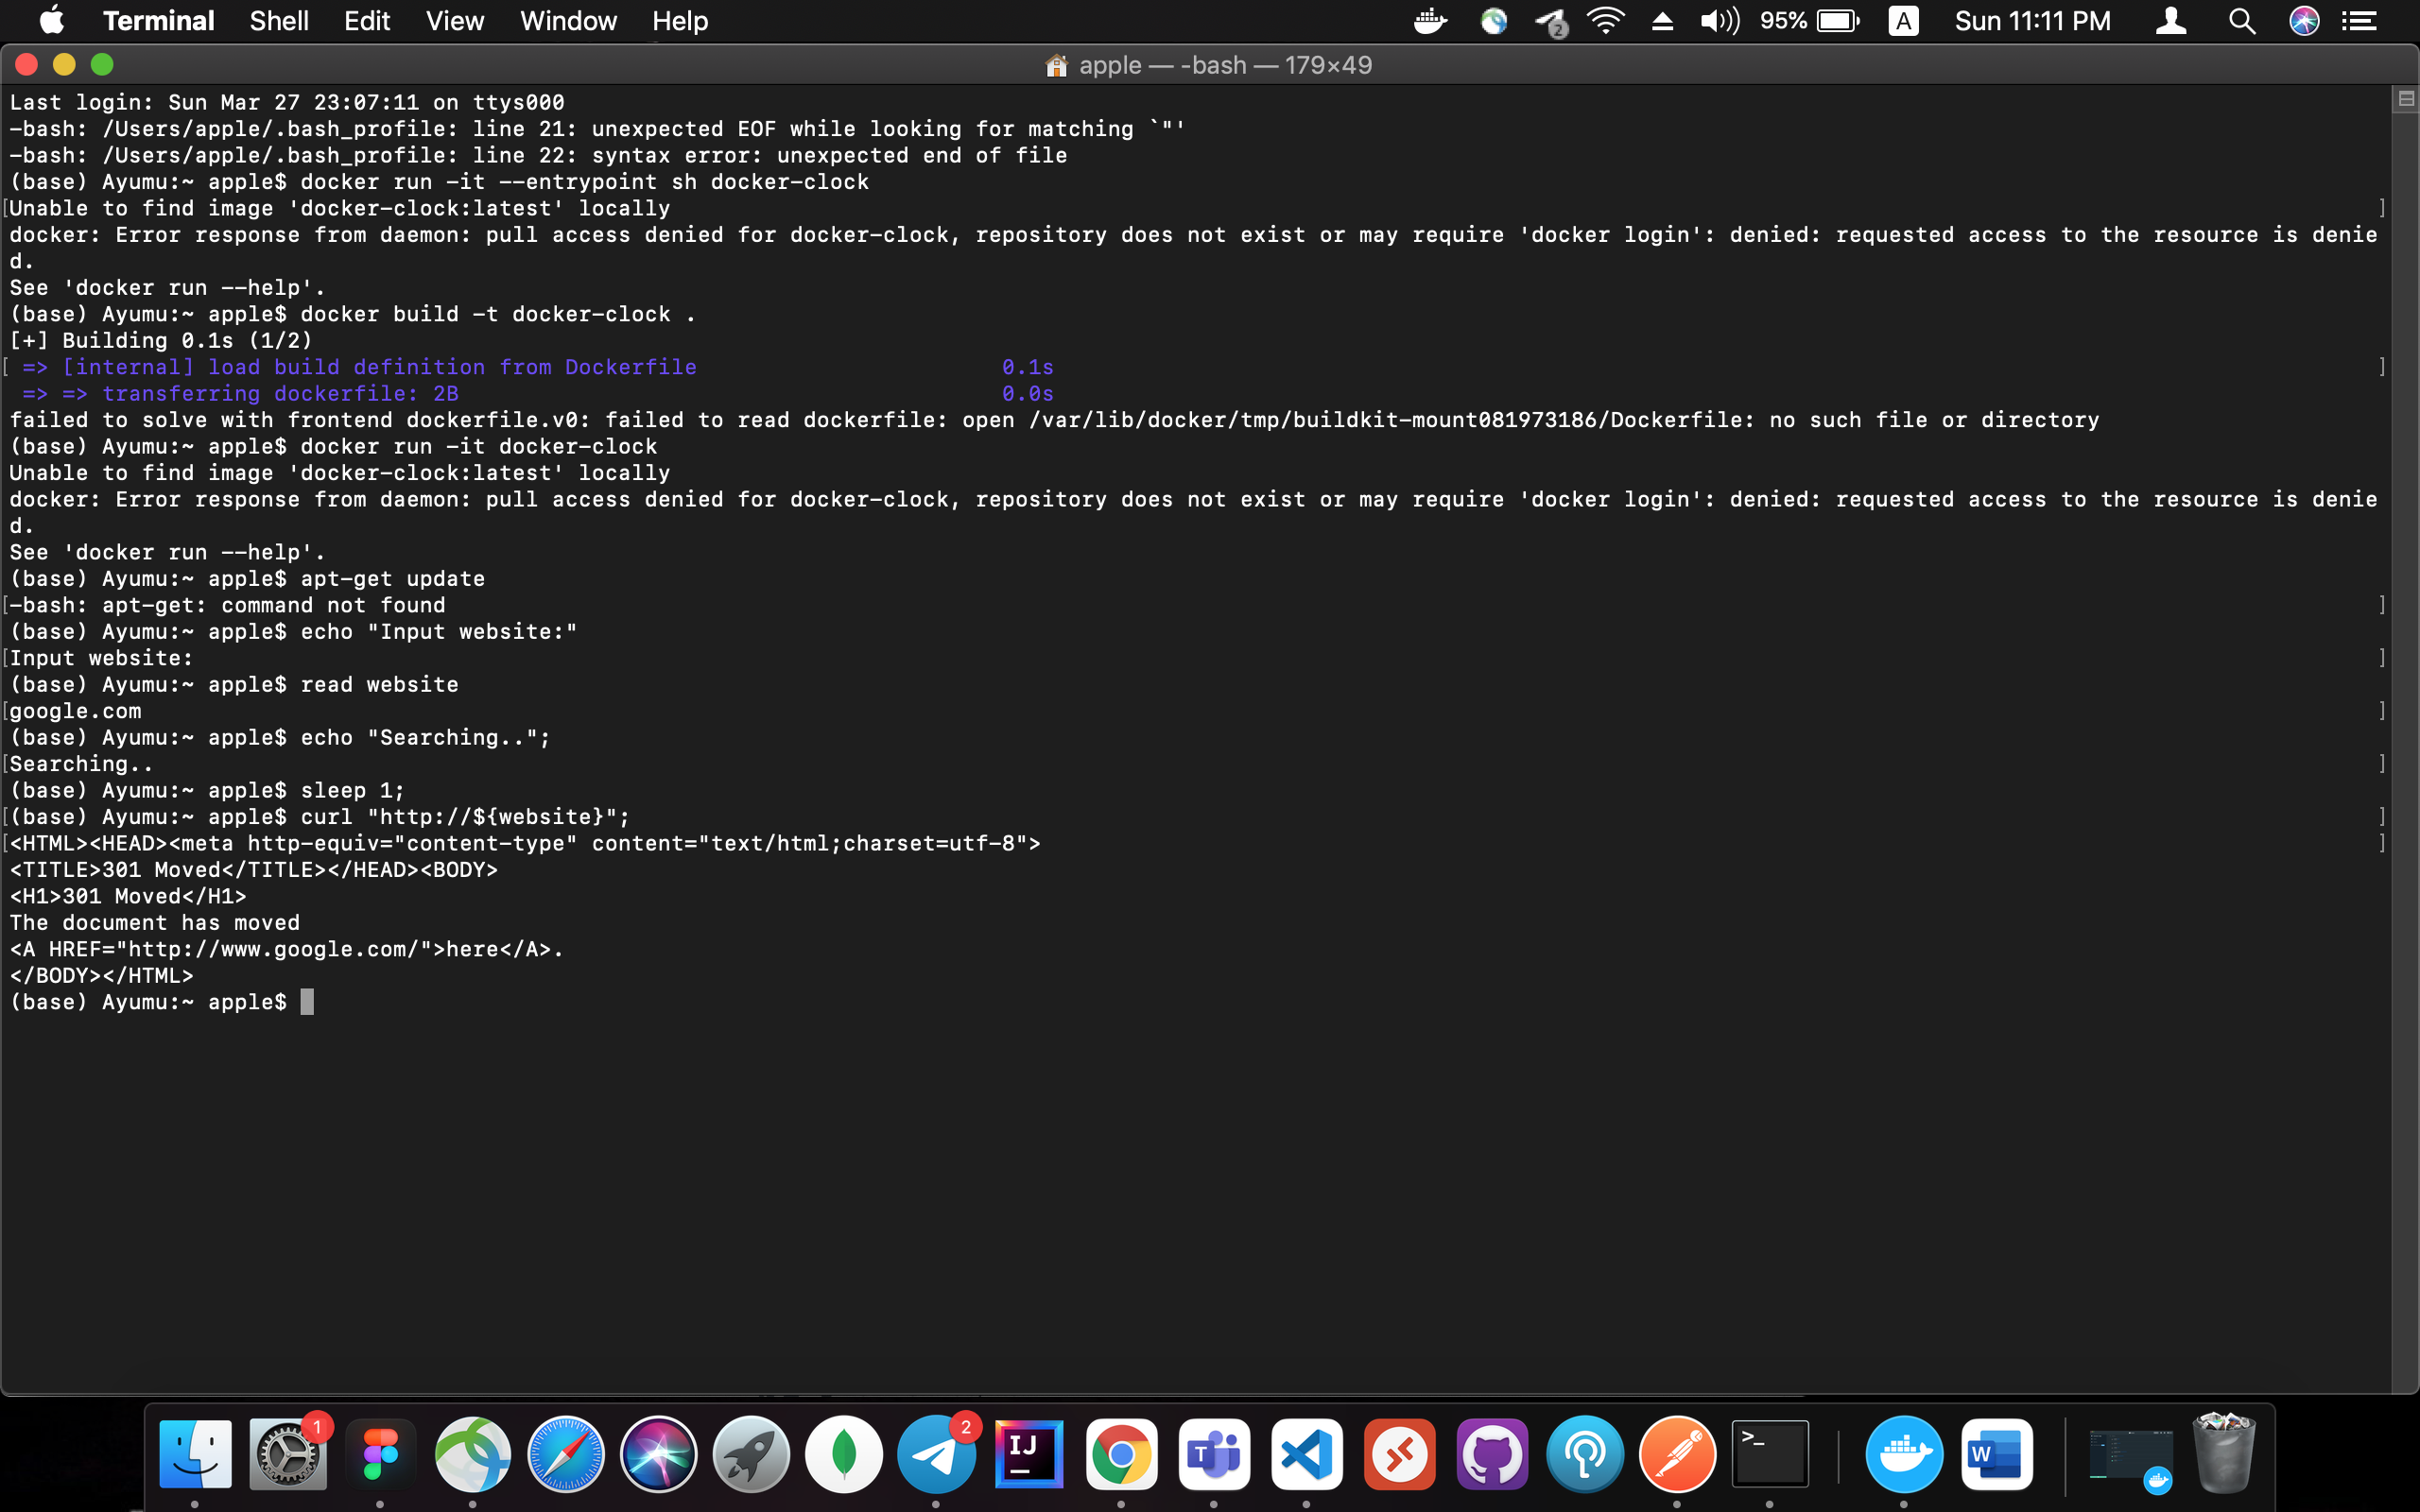 Terminal Shell Edit View Window Help 2 95% A Sun 11:11 PM
apple — -bash — 179×49
Last login: Sun Mar 27 23:07:11 on ttys000
-bash: /Users/apple/.bash_profile: line 21: unexpected EOF while looking for matching `"'
-bash: /Users/apple/.bash_profile: line 22: syntax error: unexpected end of file
(base) Ayumu:~ apple$ docker run -it --entrypoint sh docker-clock
[Unable to find image 'docker-clock:latest' locally ]
docker: Error response from daemon: pull access denied for docker-clock, repository does not exist or may require 'docker login': denied: requested access to the resource is denie
d.
See 'docker run --help'.
(base) Ayumu:~ apple$ docker build -t docker-clock .
[+] Building 0.1s (1/2)
[ => [internal] load build definition from Dockerfile 0.1s ]
=> => transferring dockerfile: 2B 0.0s
failed to solve with frontend dockerfile.v0: failed to read dockerfile: open /var/lib/docker/tmp/buildkit-mount081973186/Dockerfile: no such file or directory
(base) Ayumu:~ apple$ docker run -it docker-clock
Unable to find image 'docker-clock:latest' locally
docker: Error response from daemon: pull access denied for docker-clock, repository does not exist or may require 'docker login': denied: requested access to the resource is denie
d.
See 'docker run --help'.
(base) Ayumu:~ apple$ apt-get update
[-bash: apt-get: command not found ]
(base) Ayumu:~ apple$ echo "Input website:"
[Input website: ]
(base) Ayumu:~ apple$ read website
[google.com ]
(base) Ayumu:~ apple$ echo "Searching..";
[Searching.. ]
(base) Ayumu:~ apple$ sleep 1;
[(base) Ayumu:~ apple$ curl "http://${website}"; ]
[<HTML><HEAD><meta http-equiv="content-type" content="text/html;charset=utf-8"> ]
<TITLE>301 Moved</TITLE></HEAD><BODY>
<H1>301 Moved</H1>
The document has moved
<A HREF="http://www.google.com/">here</A>.
</BODY></HTML>
(base) Ayumu:~ apple$
1 2 IJ T >_ W